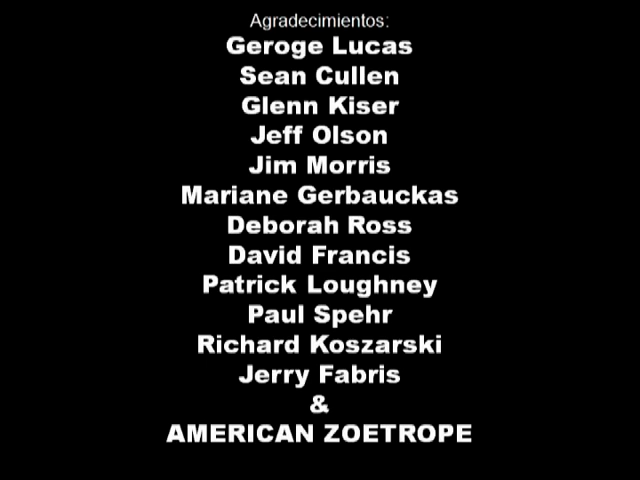 Agradecimientos:
Geroge Lucas
Sean Cullen
Glenn Kiser
Jeff Olson
Jim Morris
Mariane Gerbauckas
Deborah Ross
David Francis
Patrick Loughney
Paul Spehr
Richard Koszarski
Jerry Fabris
&
AMERICAN ZOETROPE